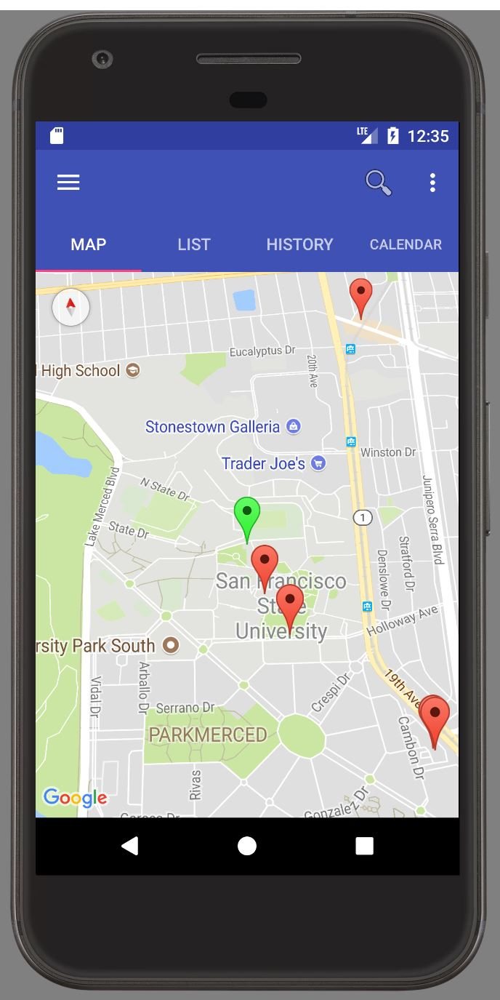 LTE 12:35
MAP LIST HISTORY CALENDAR
Eucalyptus Dr
20th Ave
High School
Stonestown Galleria
Winston Dr
Trader Joe's
Lake Merced Blvd
N State Dr
Junipero Serra Blvd
1
State Dr
Stratford Dr
Denslowe Dr
San Francisco
State
University
Holloway Ave
rsity Park South
Arballo Dr
19th Ave
Vidal Dr
Crespi Dr
Serrano Dr
PARKMERCED
Cambon Dr
Rivas
Google
Gonzalez Dr